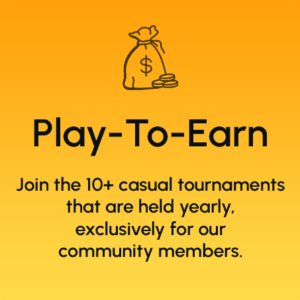 $
Play-To-Earn
Join the 10+ casual tournaments
that are held yearly,
exclusively for our
community members.